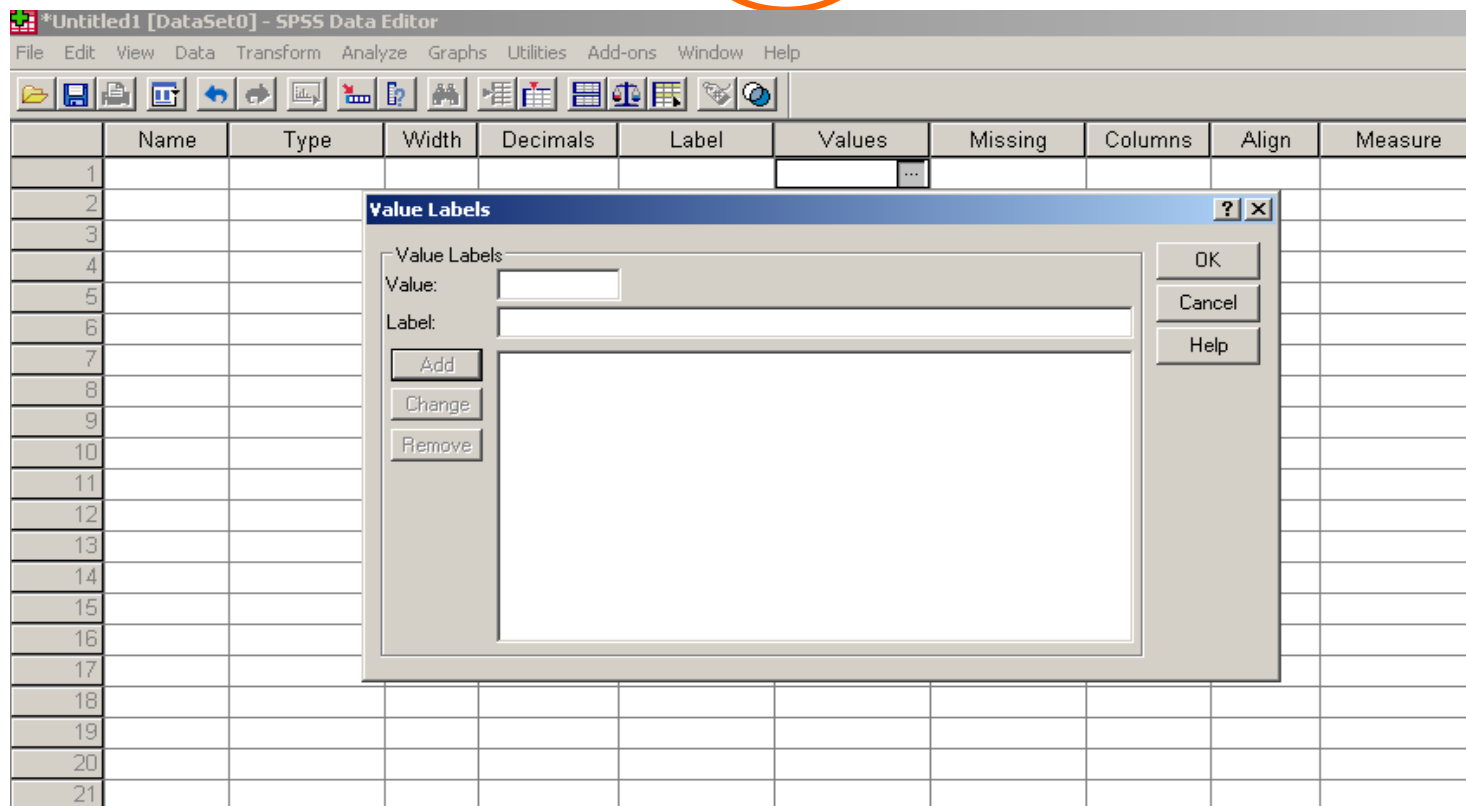 *Untitled1 [DataSet0] - SPSS Data Editor
File Edit View Data Transform Analyze Graphs Utilities Add-ons Window Help
Name Type Width Decimals Label Values Missing Columns Align Measure
1 ...
2
Value Labels ? X
3
Value Labels
OK
4
Value:
5
Cancel
Label:
6
Help
7
Add
8
Change
9
Remove
10
11
12
13
14
15
16
17
18
19
20
21